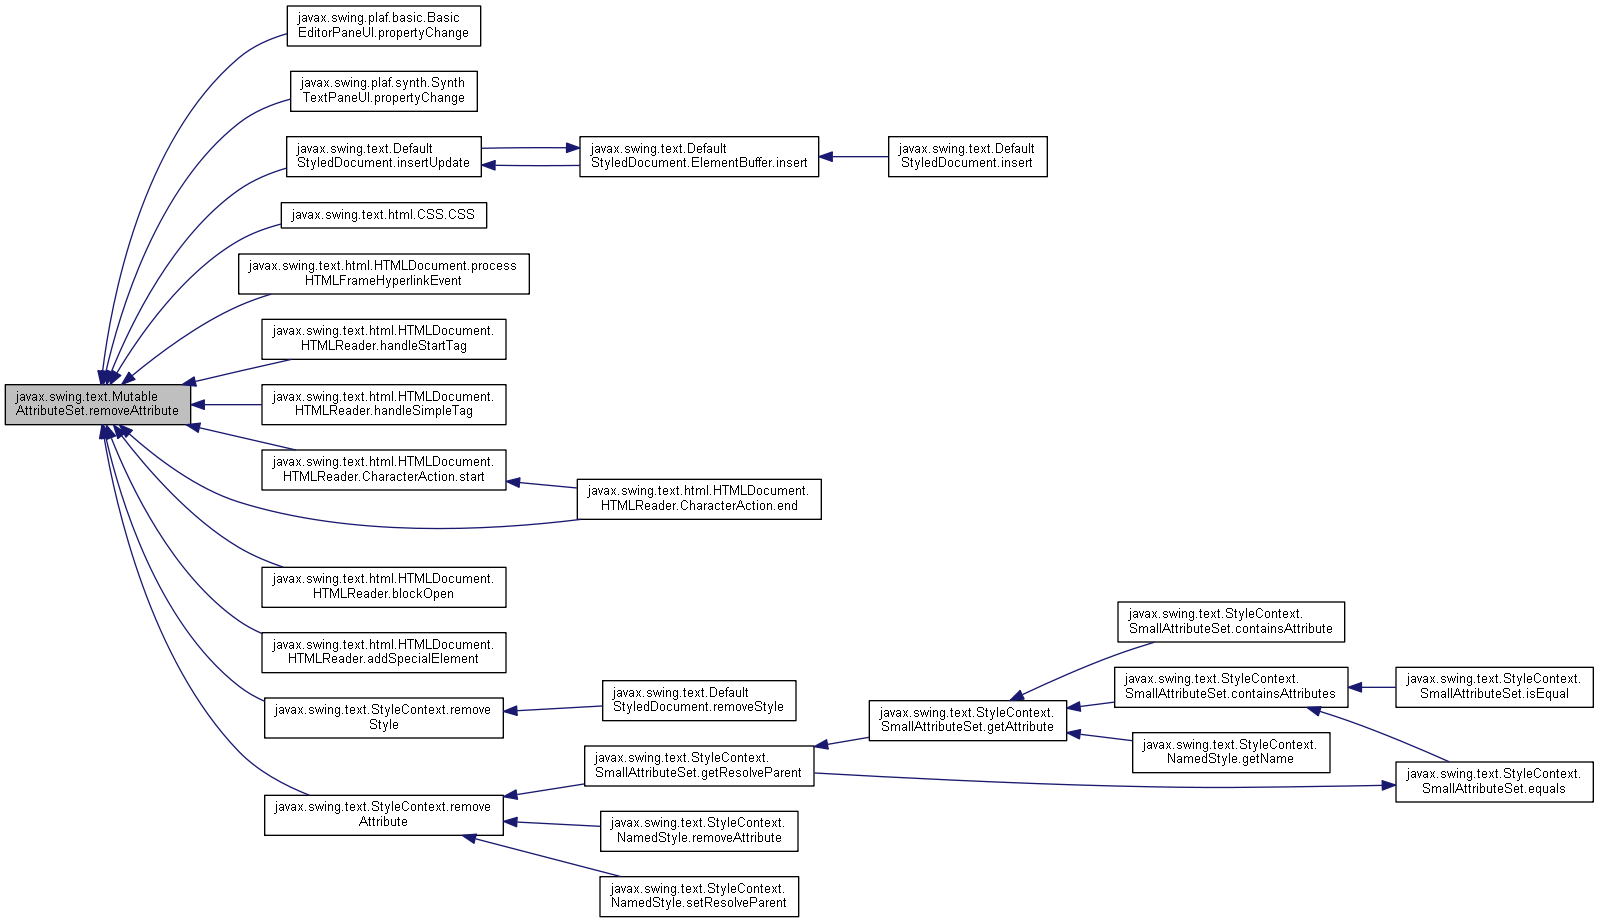 javax.swing.plaf.basic.Basic
EditorPaneUI.propertyChange
javax.swing.plaf.synth.Synth
TextPaneUI.propertyChange
javax.swing.text.Default
StyledDocument.insertUpdate
javax.swing.text.Default
StyledDocument.ElementBuffer.insert
javax.swing.text.Default
StyledDocument.insert
javax.swing.text.html.CSS.CSS
javax.swing.text.html.HTMLDocument.process
HTMLFrameHyperlinkEvent
javax.swing.text.html.HTMLDocument.
HTMLReader.handleStartTag
javax.swing.text.Mutable
AttributeSet.removeAttribute
javax.swing.text.html.HTMLDocument.
HTMLReader.handleSimpleTag
javax.swing.text.html.HTMLDocument.
HTMLReader.CharacterAction.start
javax.swing.text.html.HTMLDocument.
HTMLReader.CharacterAction.end
javax.swing.text.html.HTMLDocument.
HTMLReader.blockOpen
javax.swing.text.html.HTMLDocument.
HTMLReader.addSpecialElement
javax.swing.text.StyleContext.remove
Style
javax.swing.text.Default
StyledDocument.removeStyle
javax.swing.text.StyleContext.remove
Attribute
javax.swing.text.StyleContext.
SmallAttributeSet.getResolveParent
javax.swing.text.StyleContext.
NamedStyle.removeAttribute
javax.swing.text.StyleContext.
NamedStyle.setResolveParent
javax.swing.text.StyleContext.
SmallAttributeSet.getAttribute
javax.swing.text.StyleContext.
SmallAttributeSet.containsAttribute
javax.swing.text.StyleContext.
SmallAttributeSet.containsAttributes
javax.swing.text.StyleContext.
NamedStyle.getName
javax.swing.text.StyleContext.
SmallAttributeSet.isEqual
javax.swing.text.StyleContext.
SmallAttributeSet.equals